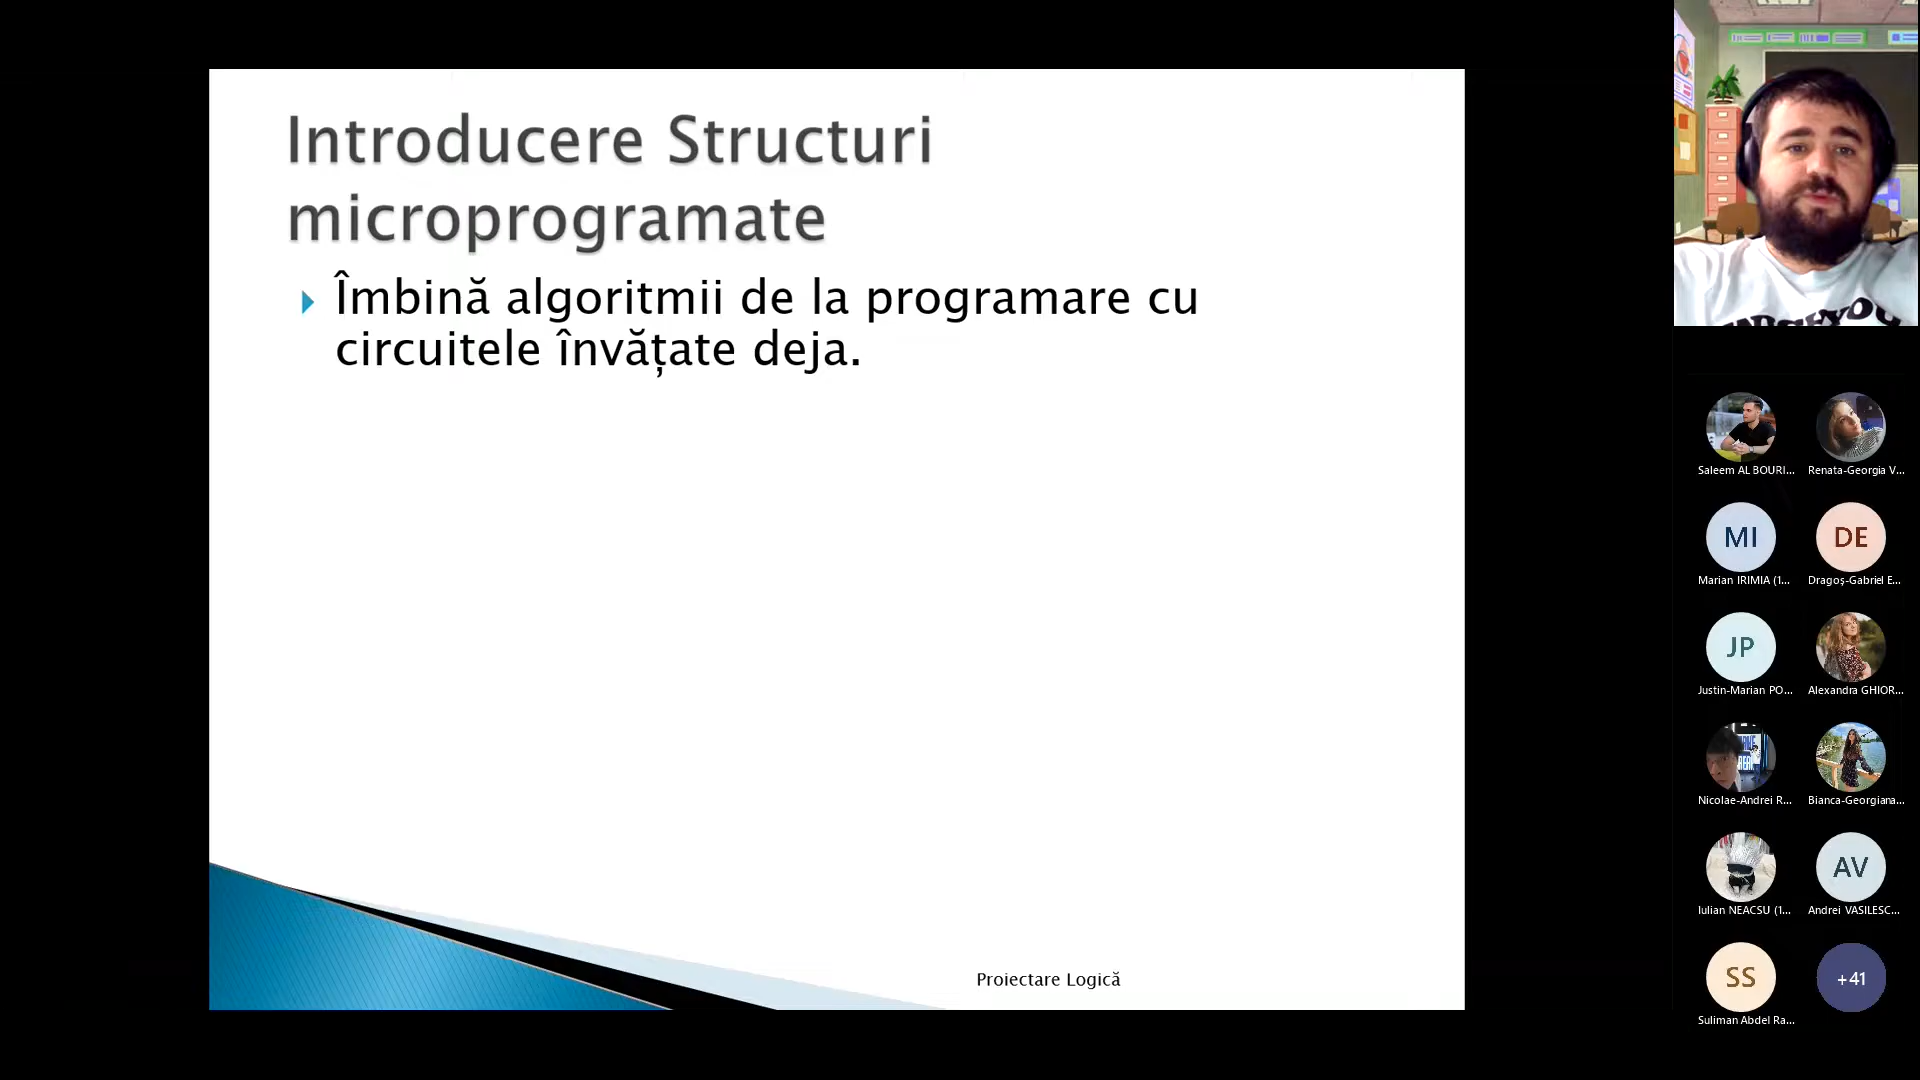 Introducere Structuri
microprogramate
Îmbină algoritmii de la programare cu
circuitele învățate deja.
Proiectare Logică
Saleem AL BOURI...
Renata-Georgia V...
MI
DE
Marian IRIMIA (1...
Dragoș-Gabriel E...
JP
Justin-Marian PO...
Alexandra GHIOR...
Nicolae-Andrei R...
Bianca-Georgiana...
AV
Iulian NEACSU (1...
Andrei VASILESC...
SS
+41
Suliman Abdel Ra...